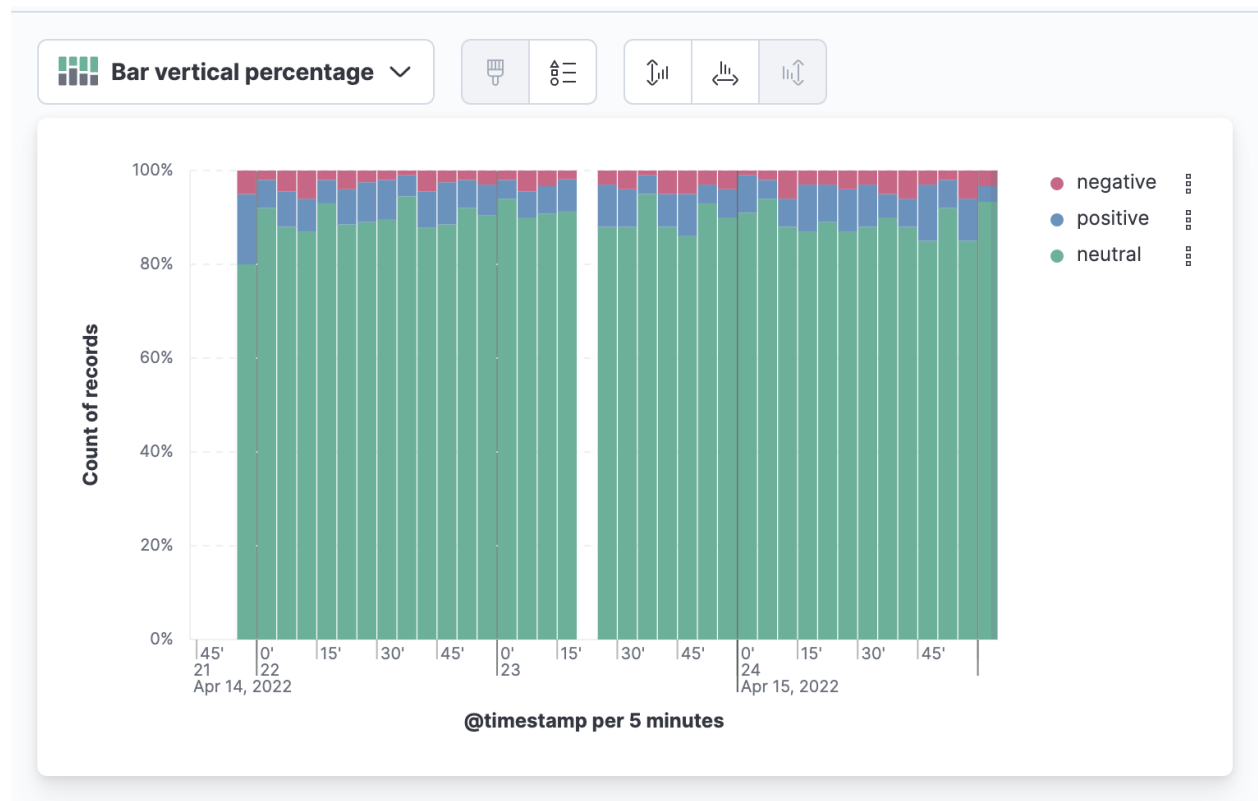 Bar vertical percentage
100%
80%
60%
40%
20%
0%
Count of records
45' 0' 15' 30' 45' 0' 15' 30' 45' 0' 15' 30' 45'
21 22 23 24
Apr 14, 2022 Apr 15, 2022
@timestamp per 5 minutes
negative
positive
neutral